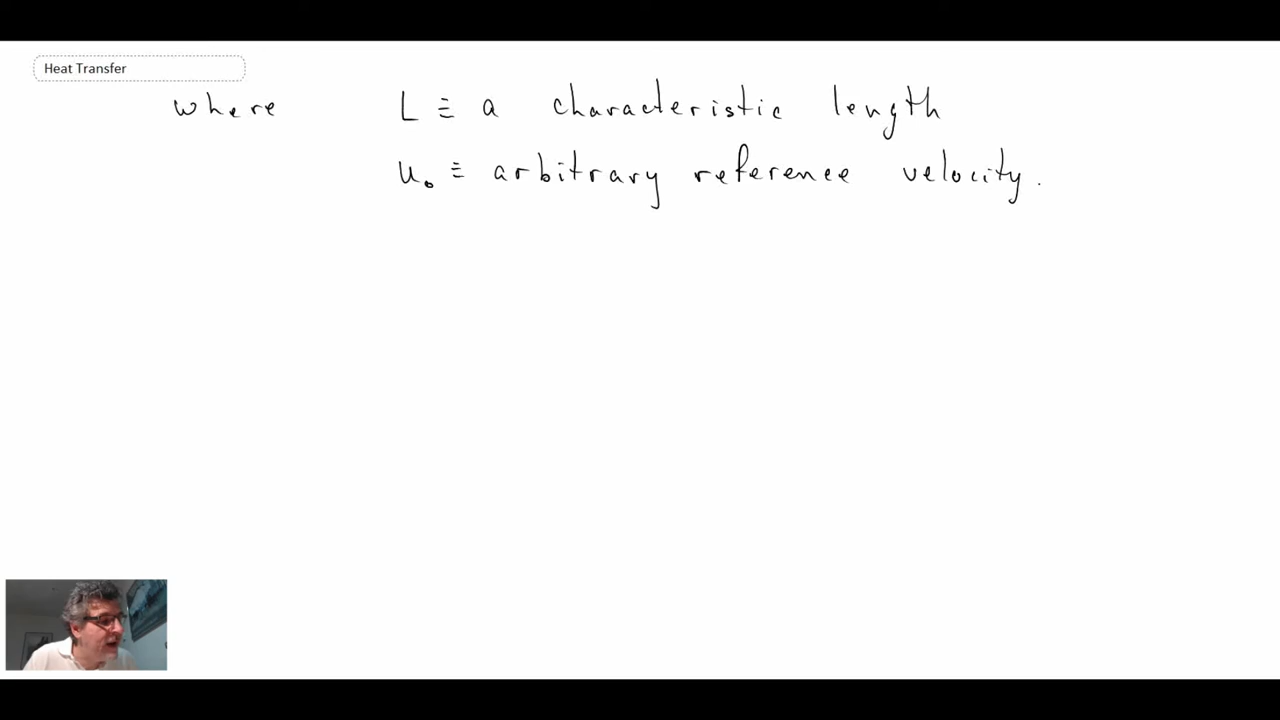 Heat Transfer
where L ≡ a characteristic length
u₀ ≡ arbitrary reference velocity.